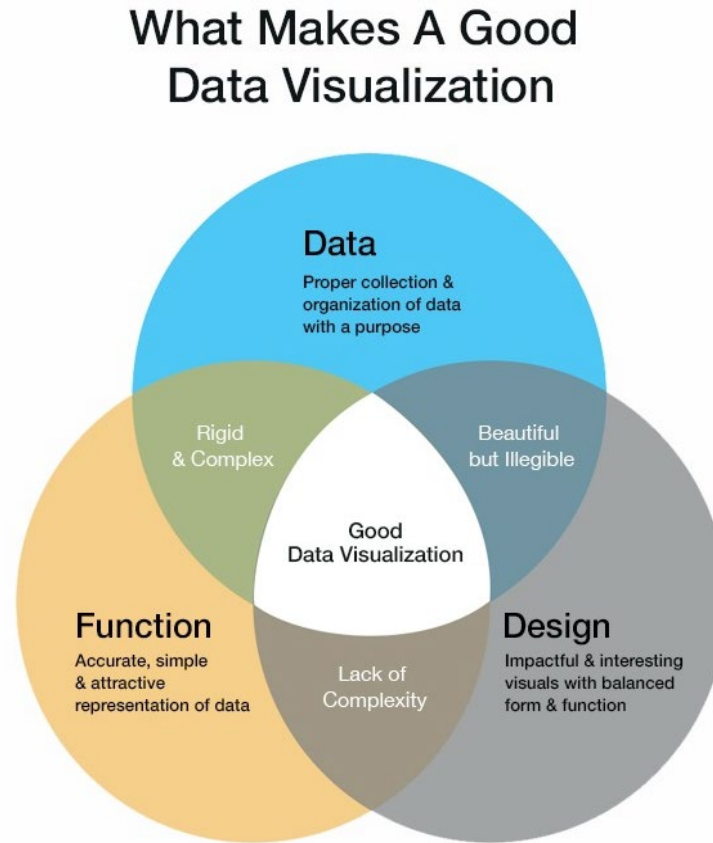 What Makes A Good
Data Visualization
Data
Proper collection &
organization of data
with a purpose
Rigid
& Complex
Beautiful
but Illegible
Good
Data Visualization
Function
Accurate, simple
& attractive
representation of data
Lack of
Complexity
Design
Impactful & interesting
visuals with balanced
form & function